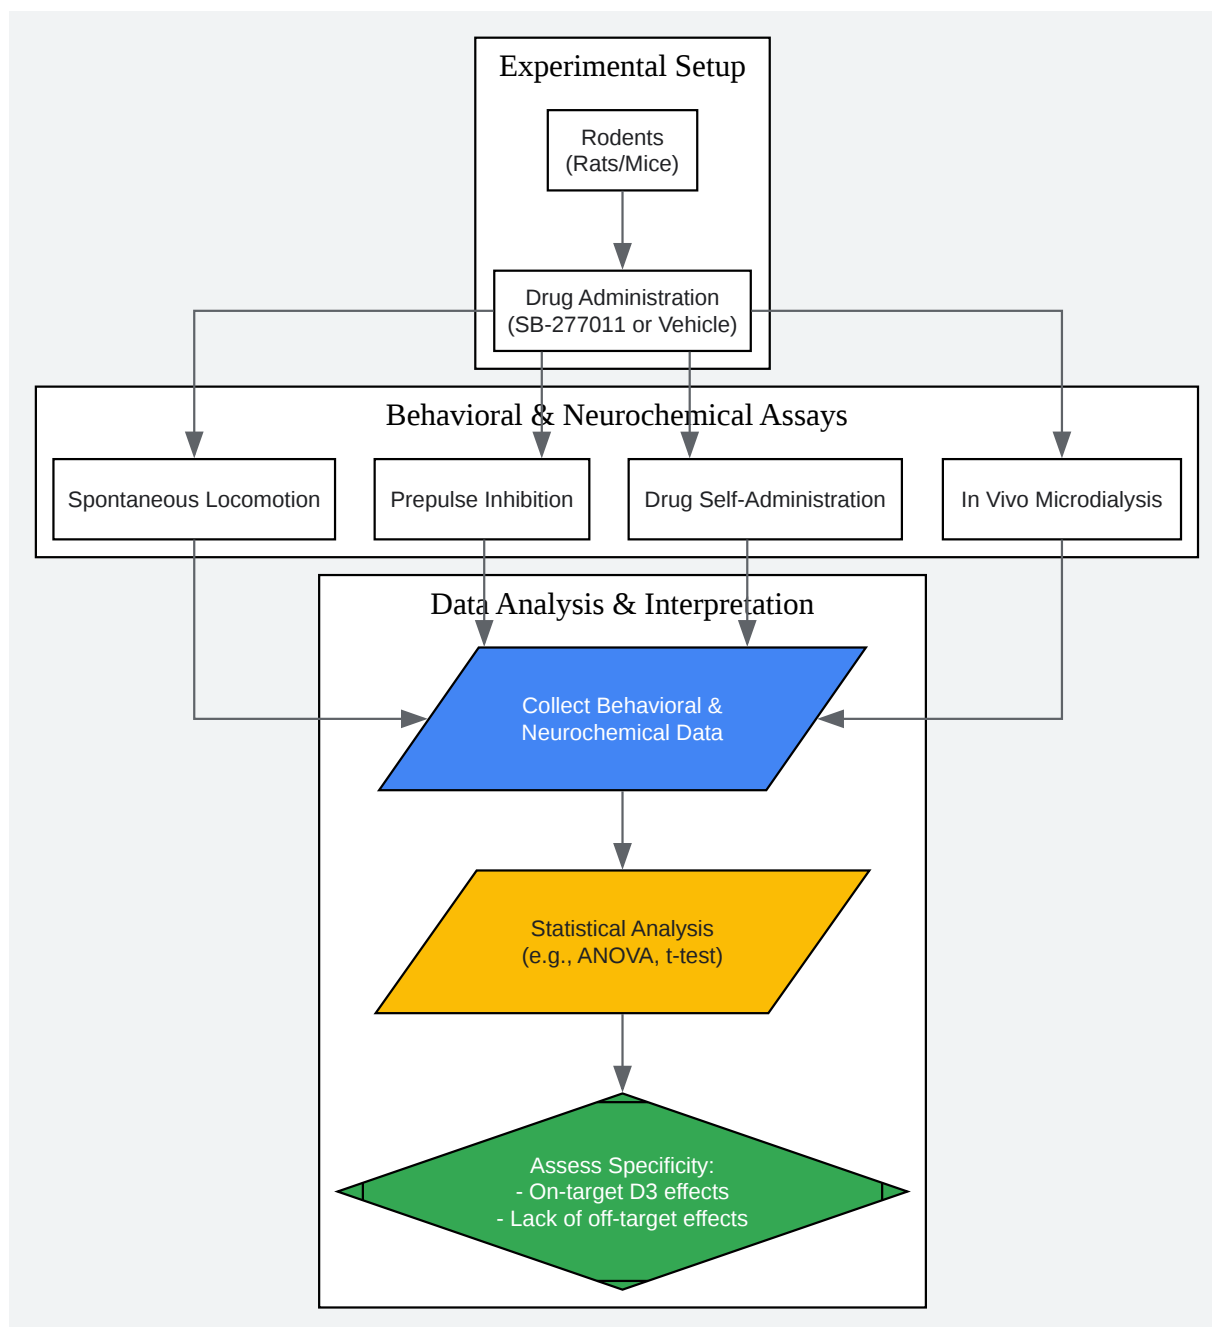 Experimental Setup
Rodents
(Rats/Mice)
Drug Administration
(SB-277011 or Vehicle)
Behavioral & Neurochemical Assays
Spontaneous Locomotion
Prepulse Inhibition
Drug Self-Administration
In Vivo Microdialysis
Data Analysis & Interpretation
Collect Behavioral &
Neurochemical Data
Statistical Analysis
(e.g., ANOVA, t-test)
Assess Specificity:
- On-target D3 effects
- Lack of off-target effects